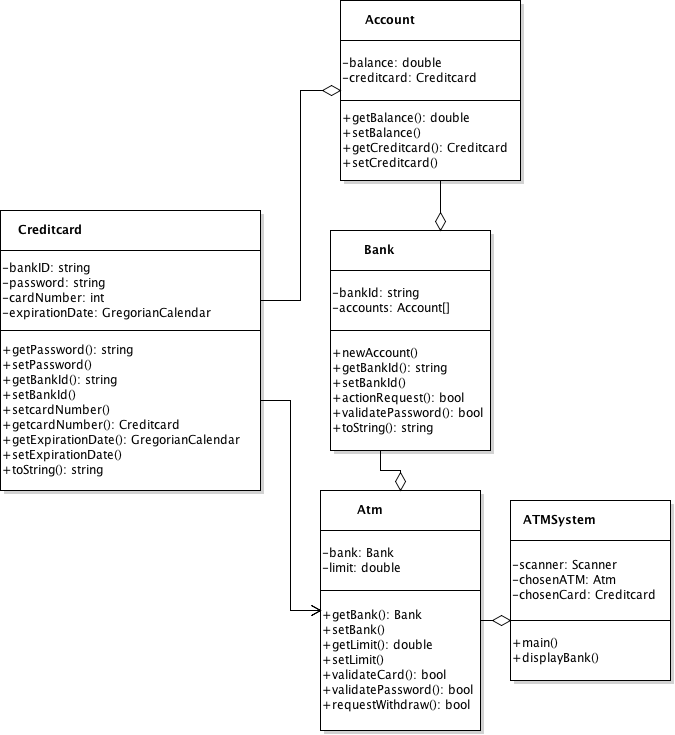 Account
-balance: double
-creditcard: Creditcard
+getBalance(): double
+setBalance()
+getCreditcard(): Creditcard
+setCreditcard()
Creditcard
-bankID: string
-password: string
-cardNumber: int
-expirationDate: GregorianCalendar
+getPassword(): string
+setPassword()
+getBankId(): string
+setBankId()
+setcardNumber()
+getcardNumber(): Creditcard
+getExpirationDate(): GregorianCalendar
+setExpirationDate()
+toString(): string
Bank
-bankId: string
-accounts: Account[]
+newAccount()
+getBankId(): string
+setBankId()
+actionRequest(): bool
+validatePassword(): bool
+toString(): string
Atm
-bank: Bank
-limit: double
+getBank(): Bank
+setBank()
+getLimit(): double
+setLimit()
+validateCard(): bool
+validatePassword(): bool
+requestWithdraw(): bool
ATMSystem
-scanner: Scanner
-chosenATM: Atm
-chosenCard: Creditcard
+main()
+displayBank()